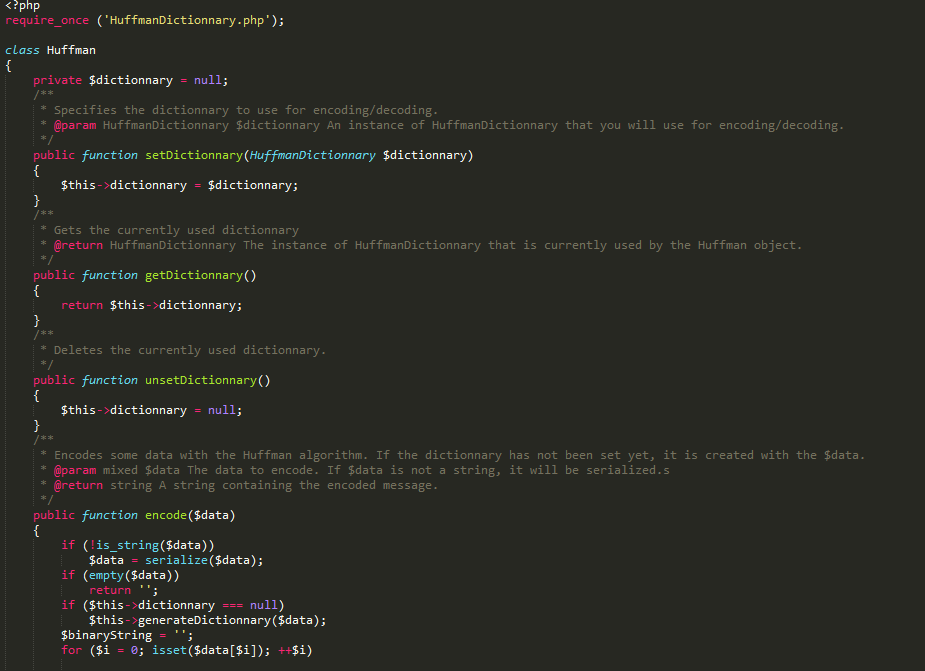 <?php
require_once ('HuffmanDictionnary.php');

class Huffman
{
    private $dictionnary = null;
    /**
     * Specifies the dictionnary to use for encoding/decoding.
     * @param HuffmanDictionnary $dictionnary An instance of HuffmanDictionnary that you will use for encoding/decoding.
     */
    public function setDictionnary(HuffmanDictionnary $dictionnary)
    {
        $this->dictionnary = $dictionnary;
    }
    /**
     * Gets the currently used dictionnary
     * @return HuffmanDictionnary The instance of HuffmanDictionnary that is currently used by the Huffman object.
     */
    public function getDictionnary()
    {
        return $this->dictionnary;
    }
    /**
     * Deletes the currently used dictionnary.
     */
    public function unsetDictionnary()
    {
        $this->dictionnary = null;
    }
    /**
     * Encodes some data with the Huffman algorithm. If the dictionnary has not been set yet, it is created with the $data.
     * @param mixed $data The data to encode. If $data is not a string, it will be serialized.s
     * @return string A string containing the encoded message.
     */
    public function encode($data)
    {
        if (!is_string($data))
            $data = serialize($data);
        if (empty($data))
            return '';
        if ($this->dictionnary === null)
            $this->generateDictionnary($data);
        $binaryString = '';
        for ($i = 0; isset($data[$i]); ++$i)